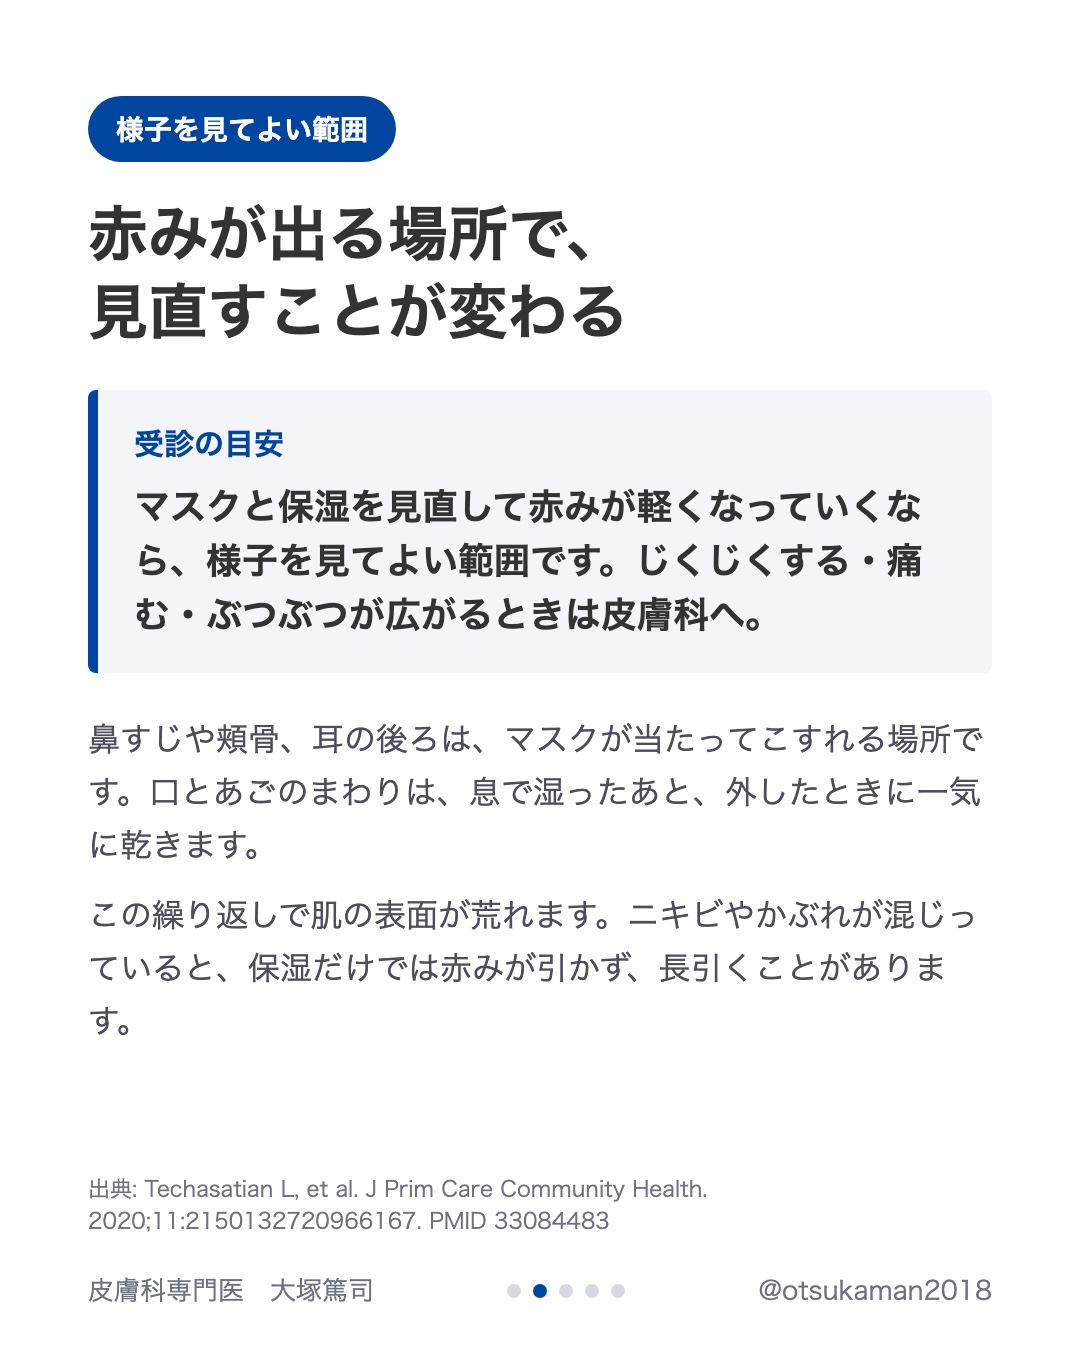 様子を見てよい範囲
赤みが出る場所で、
見直すことが変わる
受診の目安
マスクと保湿を見直して赤みが軽くなっていくな
ら、様子を見てよい範囲です。じくじくする・痛
む・ぶつぶつが広がるときは皮膚科へ。
鼻すじや頬骨、耳の後ろは、マスクが当たってこすれる場所で
す。口とあごのまわりは、息で湿ったあと、外したときに一気
に乾きます。
この繰り返しで肌の表面が荒れます。ニキビやかぶれが混じっ
ていると、保湿だけでは赤みが引かず、長引くことがありま
す。
出典: Techasatian L, et al. J Prim Care Community Health.
2020;11:2150132720966167. PMID 33084483
皮膚科専門医　大塚篤司
@otsukaman2018